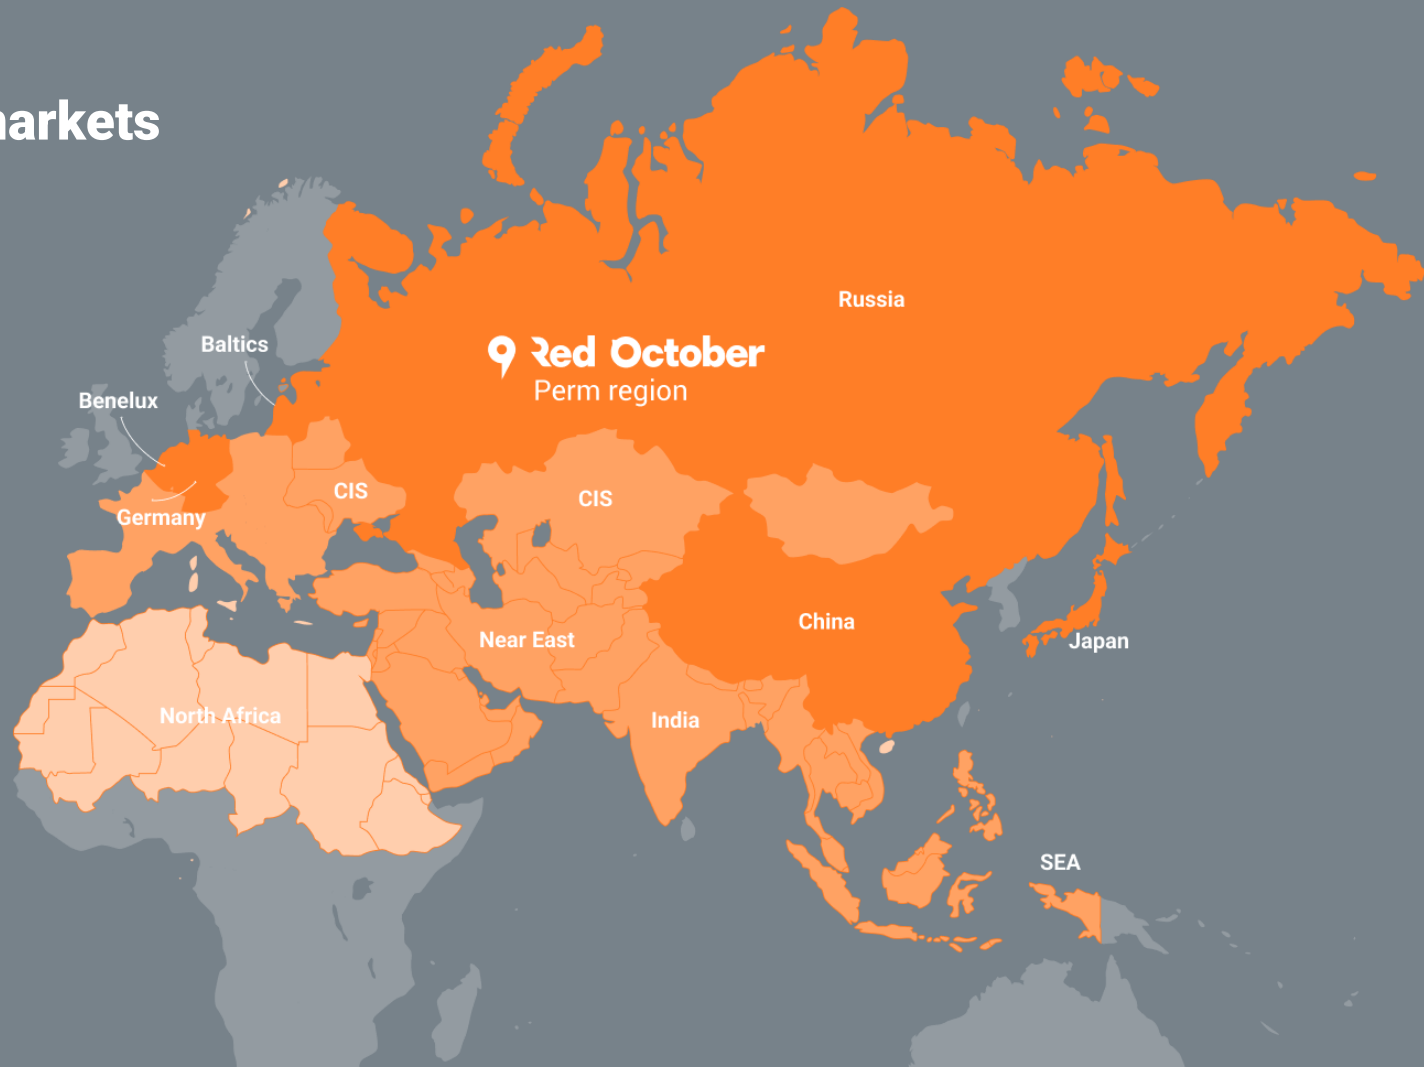 arkets
Russia
Baltics
Red October
Perm region
Benelux
CIS
CIS
Germany
China
Near East
Japan
North Africa
India
SEA